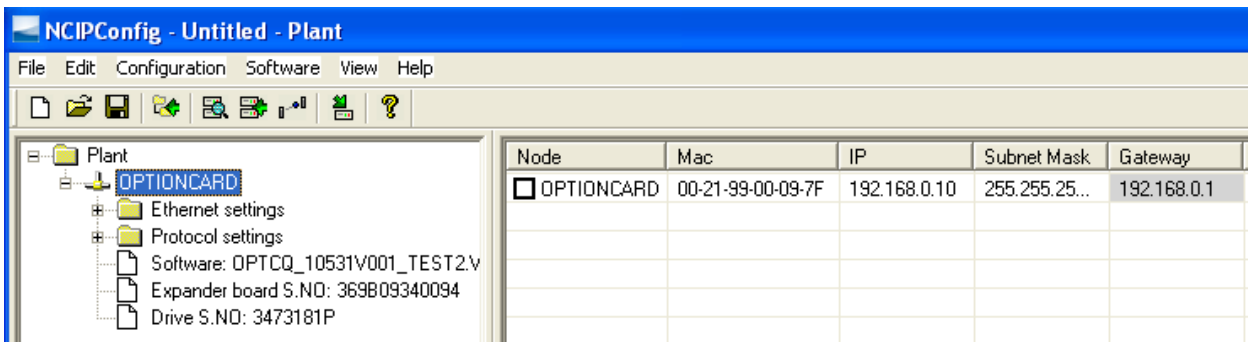 NCIPConfig - Untitled - Plant
File Edit Configuration Software View Help
Plant
OPTIONCARD
Ethernet settings
Protocol settings
Software: OPTCQ_10531V001_TEST2.V
Expander board S.NO: 369B09340094
Drive S.NO: 3473181P
Node Mac IP Subnet Mask Gateway
OPTIONCARD 00-21-99-00-09-7F 192.168.0.10 255.255.25... 192.168.0.1